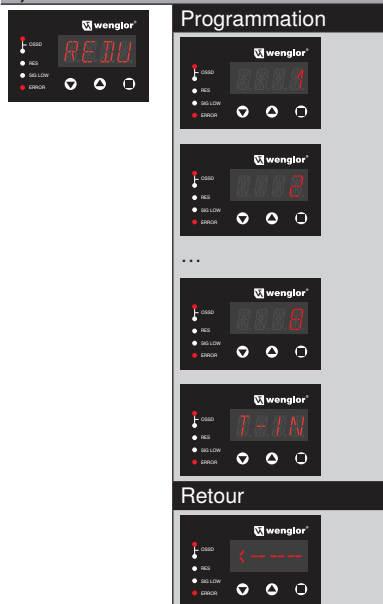 wenglor®
OSSD
RES
SIG LOW
ERROR
REDU
Programmation
wenglor®
OSSD
RES
SIG LOW
ERROR
1
wenglor®
OSSD
RES
SIG LOW
ERROR
2
...
wenglor®
OSSD
RES
SIG LOW
ERROR
8
wenglor®
OSSD
RES
SIG LOW
ERROR
T-IN
Retour
wenglor®
OSSD
RES
SIG LOW
ERROR
<----